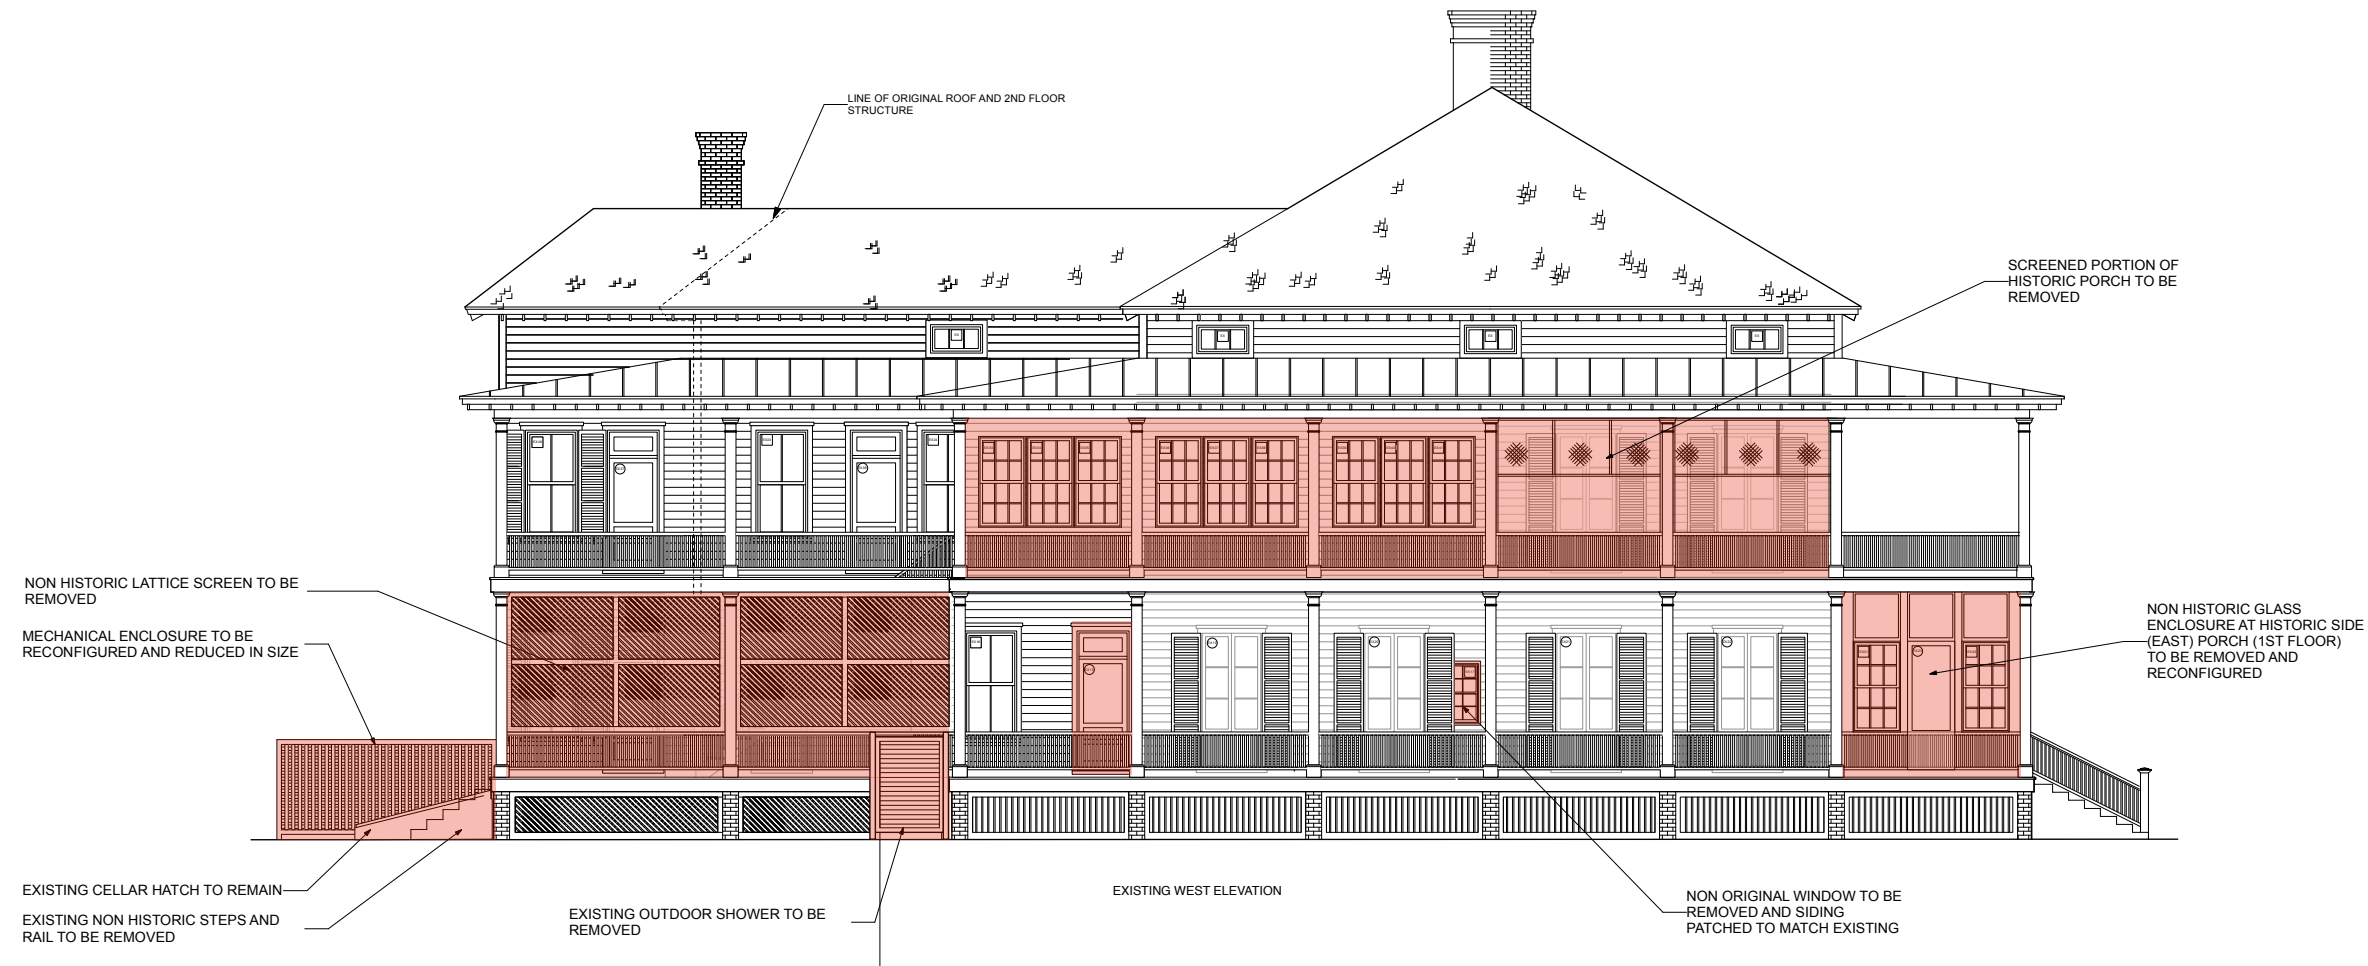 LINE OF ORIGINAL ROOF AND 2ND FLOOR
STRUCTURE
SCREENED PORTION OF
HISTORIC PORCH TO BE
REMOVED
NON HISTORIC LATTICE SCREEN TO BE
REMOVED
MECHANICAL ENCLOSURE TO BE
RECONFIGURED AND REDUCED IN SIZE
NON HISTORIC GLASS
ENCLOSURE AT HISTORIC SIDE
(EAST) PORCH (1ST FLOOR)
TO BE REMOVED AND
RECONFIGURED
EXISTING CELLAR HATCH TO REMAIN
EXISTING NON HISTORIC STEPS AND
RAIL TO BE REMOVED
EXISTING OUTDOOR SHOWER TO BE
REMOVED
EXISTING WEST ELEVATION
NON ORIGINAL WINDOW TO BE
REMOVED AND SIDING
PATCHED TO MATCH EXISTING